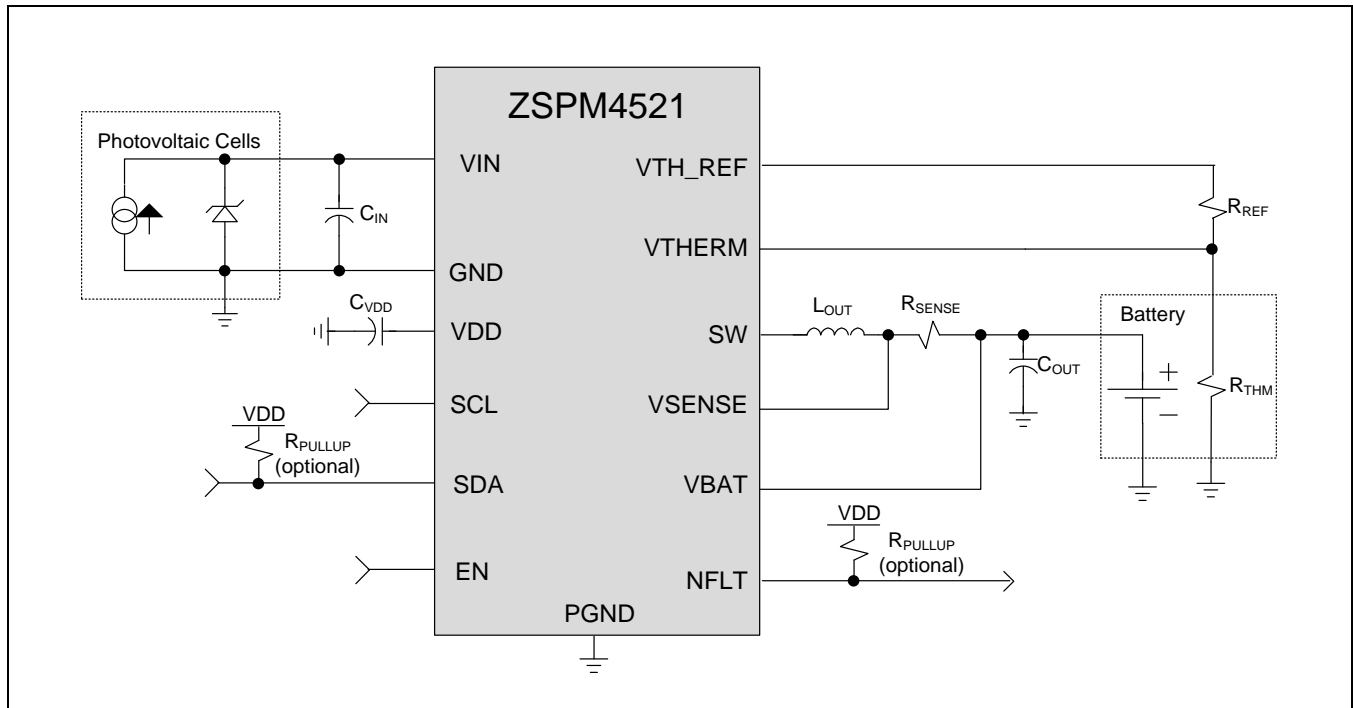 ZSPM4521
Photovoltaic Cells
VIN
VTH_REF
CIN
RREF
VTHERM
GND
CVDD
VDD
SW
LOUT
RSENSE
Battery
+
−
COUT
RTHM
SCL
VSENSE
VDD
RPULLUP
(optional)
SDA
VBAT
VDD
RPULLUP
(optional)
EN
NFLT
PGND